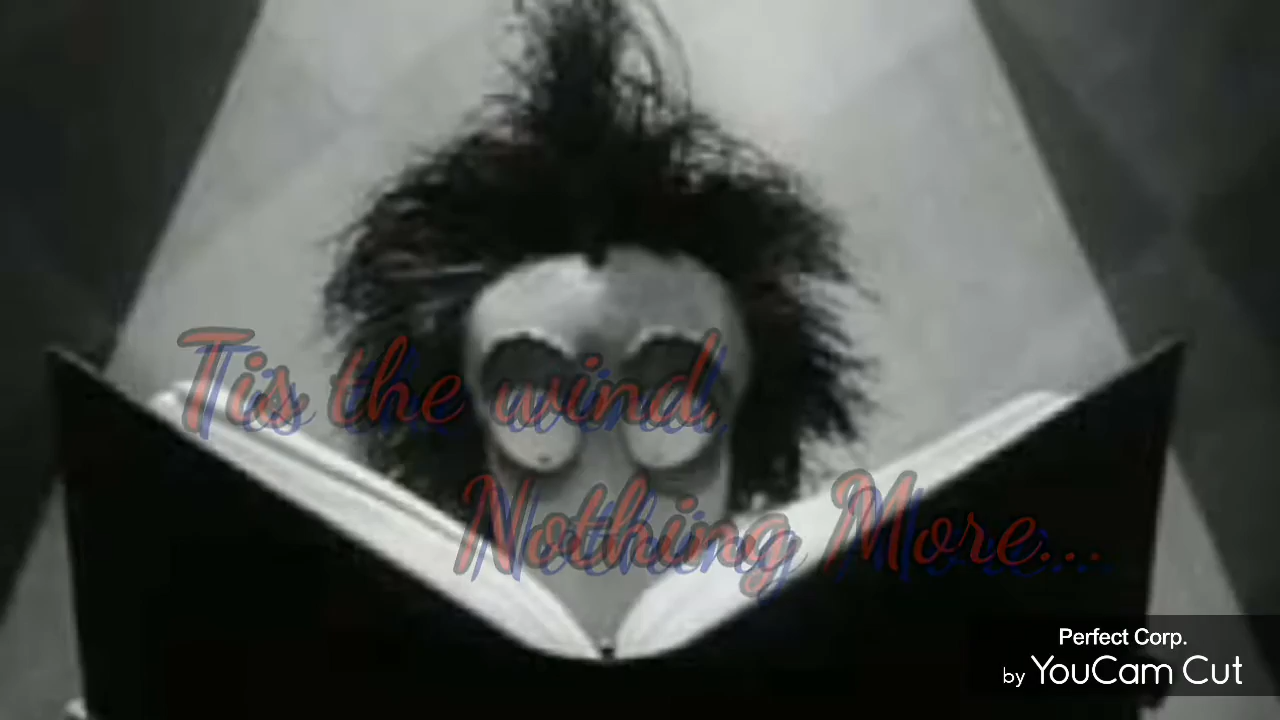 Tis the wind,
Nothing More...
Perfect Corp.
by YouCam Cut